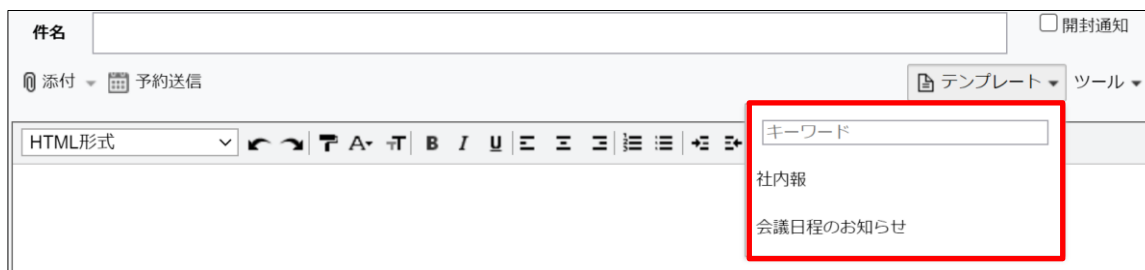 件名
開封通知
添付 予約送信 テンプレート ツール
HTML形式 A T B I U
キーワード
社内報
会議日程のお知らせ